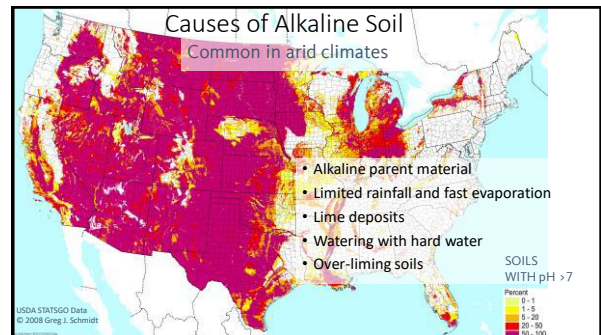 Causes of Alkaline Soil
Common in arid climates
• Alkaline parent material
• Limited rainfall and fast evaporation
• Lime deposits
• Watering with hard water
• Over-liming soils
SOILS
WITH pH >7
Percent
0 - 1
1 - 5
5 - 20
20 - 50
50 - 100
USDA STATSGO Data
© 2008 Greg J. Schmidt